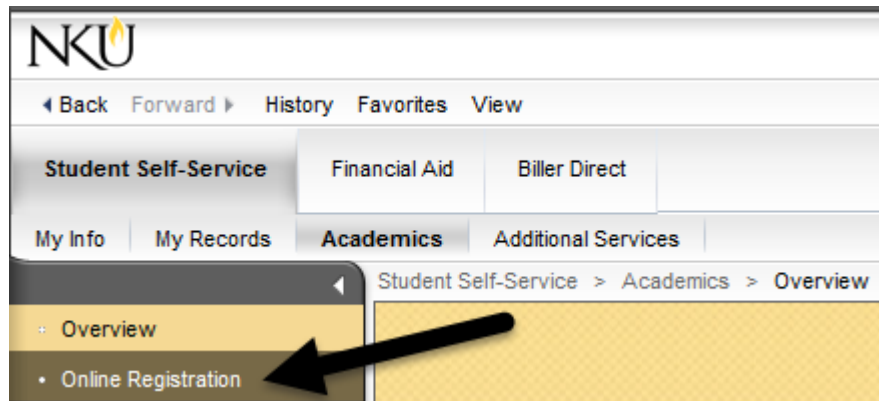 NKU
Back Forward History Favorites View
Student Self-Service Financial Aid Biller Direct
My Info My Records Academics Additional Services
Student Self-Service > Academics > Overview
Overview
Online Registration